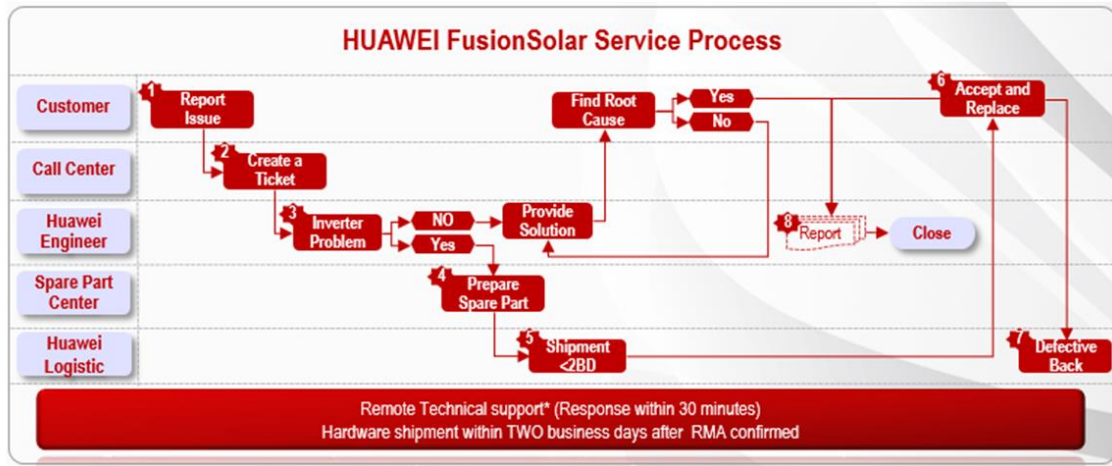 HUAWEI FusionSolar Service Process
Customer
1
Report
Issue
Find Root
Cause
Yes
No
6
Accept and
Replace
Call Center
2
Create a
Ticket
Huawei
Engineer
3
Inverter
Problem
NO
Yes
Provide
Solution
8
Report
Close
Spare Part
Center
4
Prepare
Spare Part
Huawei
Logistic
5
Shipment
<2BD
7
Defective
Back
Remote Technical support* (Response within 30 minutes)
Hardware shipment within TWO business days after RMA confirmed